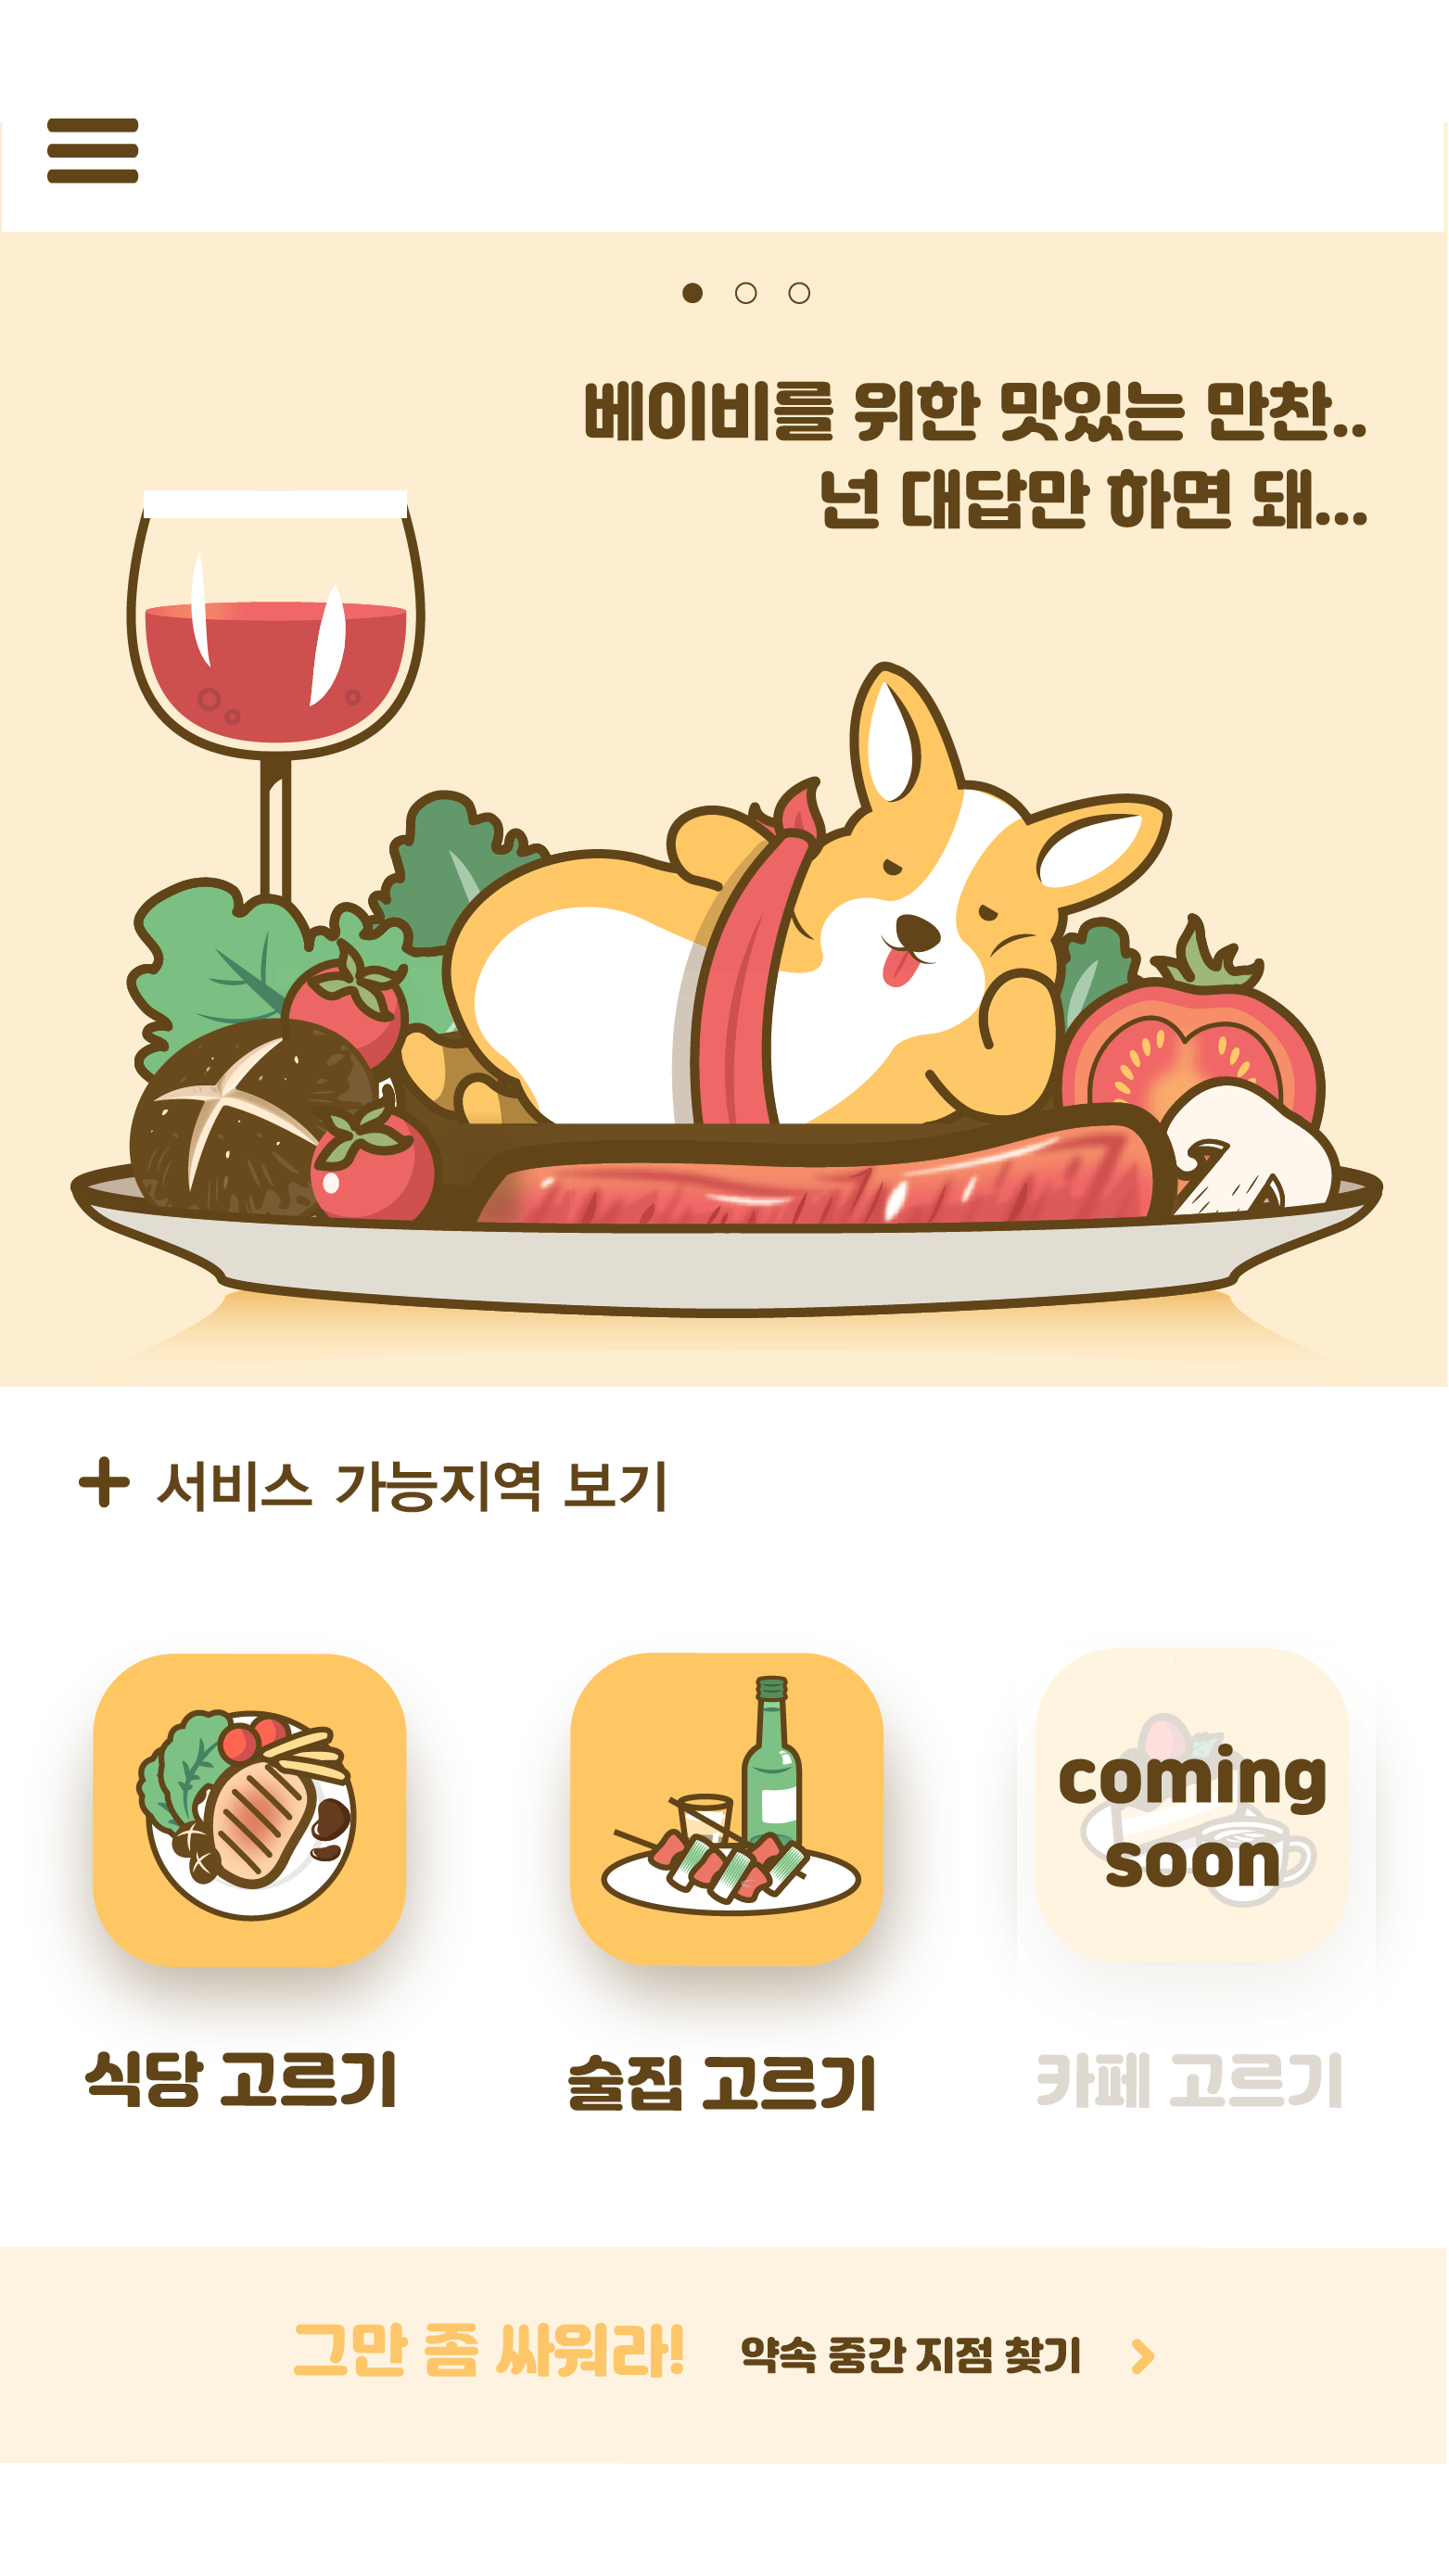 베이비를 위한 맛있는 만찬..
넌 대답만 하면 돼...
서비스 가능지역 보기
coming
soon
식당 고르기
술집 고르기
카페 고르기
그만 좀 싸워라!
약속 중간 지점 찾기